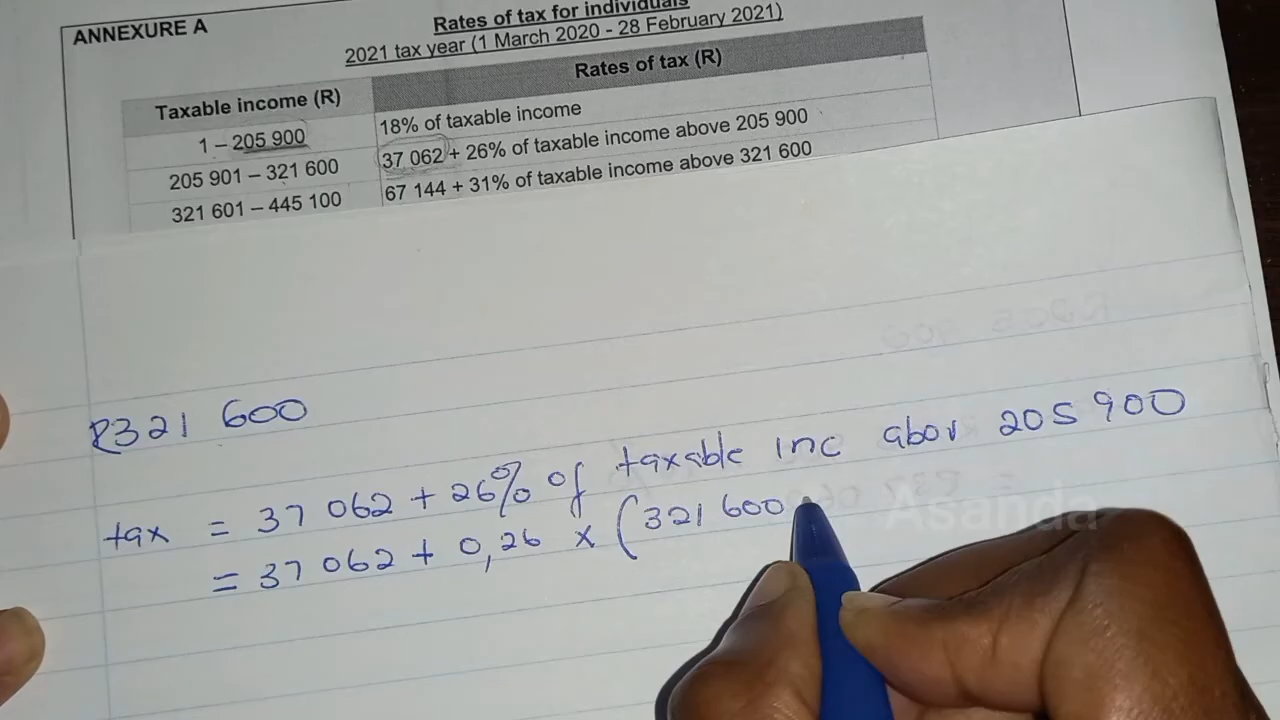 ANNEXURE A
Rates of tax for individuals
2021 tax year (1 March 2020 - 28 February 2021)
Taxable income (R) Rates of tax (R)
1 – 205 900 18% of taxable income
205 901 – 321 600 37 062 + 26% of taxable income above 205 900
321 601 – 445 100 67 144 + 31% of taxable income above 321 600
R321 600
tax = 37 062 + 26% of taxable inc abov 205 900
= 37 062 + 0,26 × (321 600
Asanda